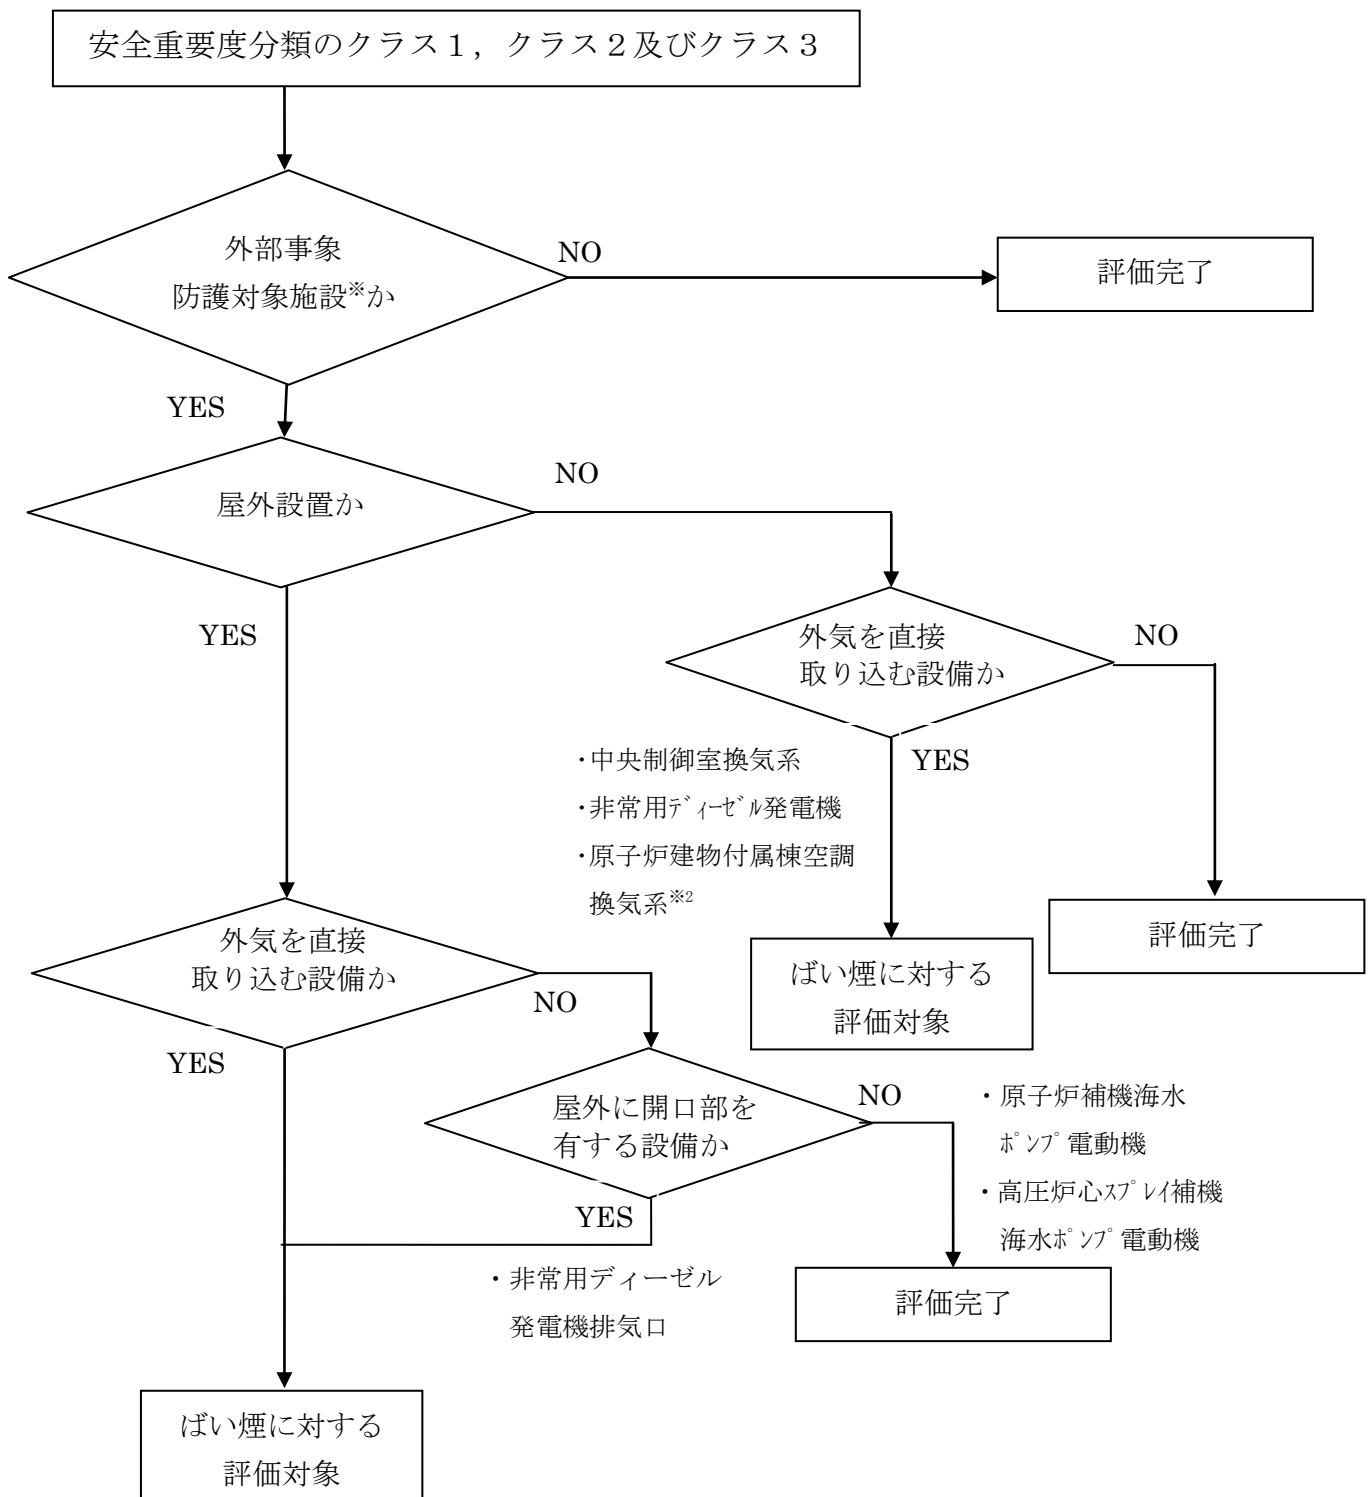 安全重要度分類のクラス１，クラス２及びクラス３
外部事象
防護対象施設※か
NO
評価完了
YES
屋外設置か
NO
YES
外気を直接
取り込む設備か
NO
YES
・中央制御室換気系
・非常用ﾃﾞｨｰｾﾞﾙ発電機
・原子炉建物付属棟空調
換気系※2
評価完了
ばい煙に対する
評価対象
外気を直接
取り込む設備か
NO
YES
屋外に開口部を
有する設備か
NO
YES
・原子炉補機海水
ﾎﾟﾝﾌﾟ電動機
・高圧炉心ｽﾌﾟﾚｲ補機
海水ﾎﾟﾝﾌﾟ電動機
・非常用ディーゼル
発電機排気口
評価完了
ばい煙に対する
評価対象